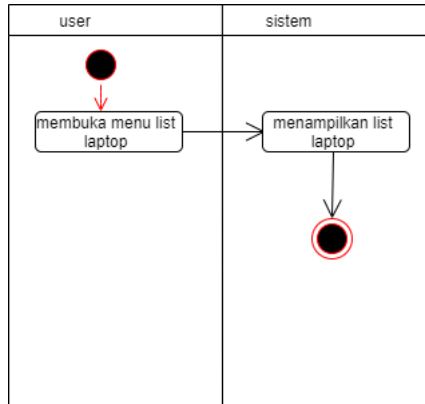 user
sistem
membuka menu list
laptop
menampilkan list
laptop